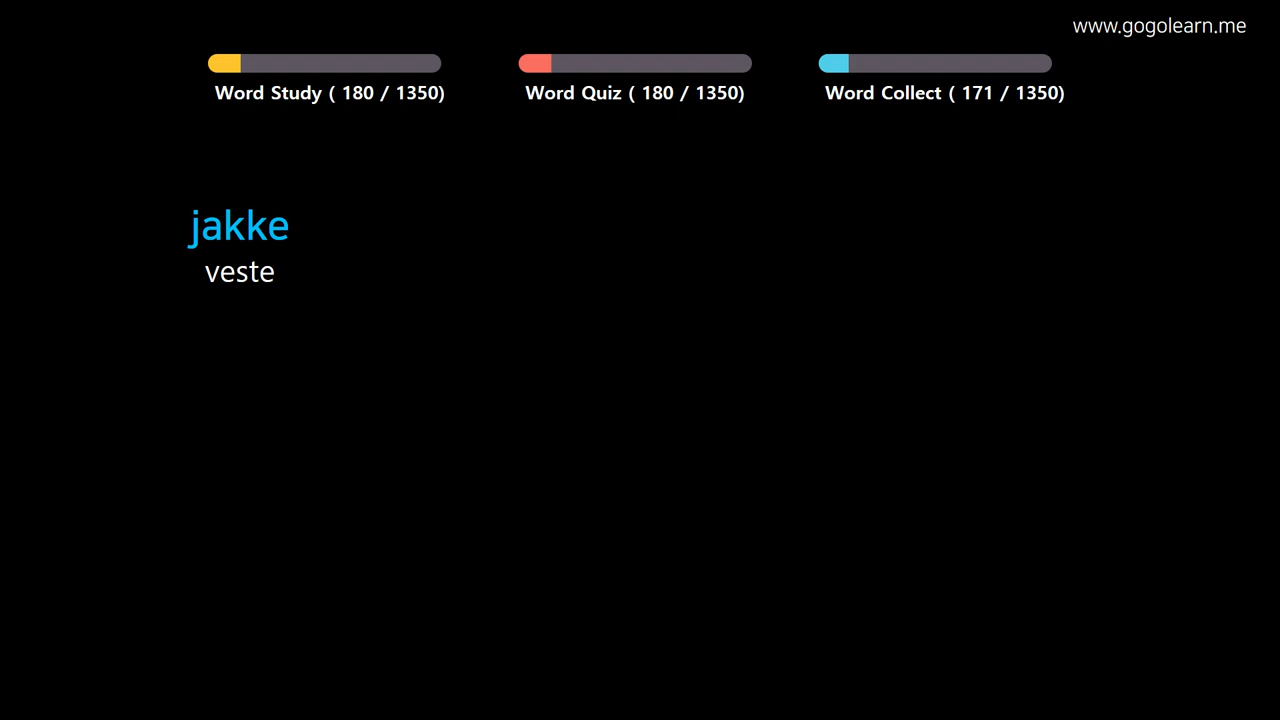 www.gogolearn.me
Word Study ( 180 / 1350)
Word Quiz ( 180 / 1350)
Word Collect ( 171 / 1350)
jakke
veste